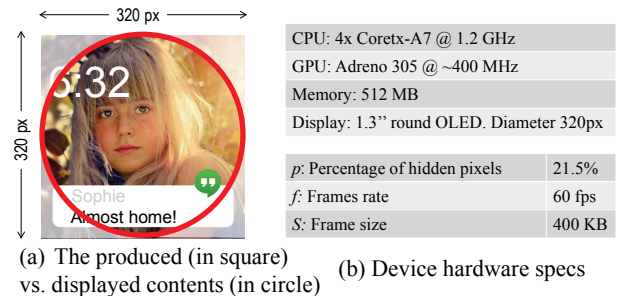 320 px
320 px
6:32
Sophie
Almost home!
(a) The produced (in square)
vs. displayed contents (in circle)
CPU: 4x Coretx-A7 @ 1.2 GHz
GPU: Adreno 305 @ ~400 MHz
Memory: 512 MB
Display: 1.3’’ round OLED. Diameter 320px
p: Percentage of hidden pixels 21.5%
f: Frames rate 60 fps
S: Frame size 400 KB
(b) Device hardware specs